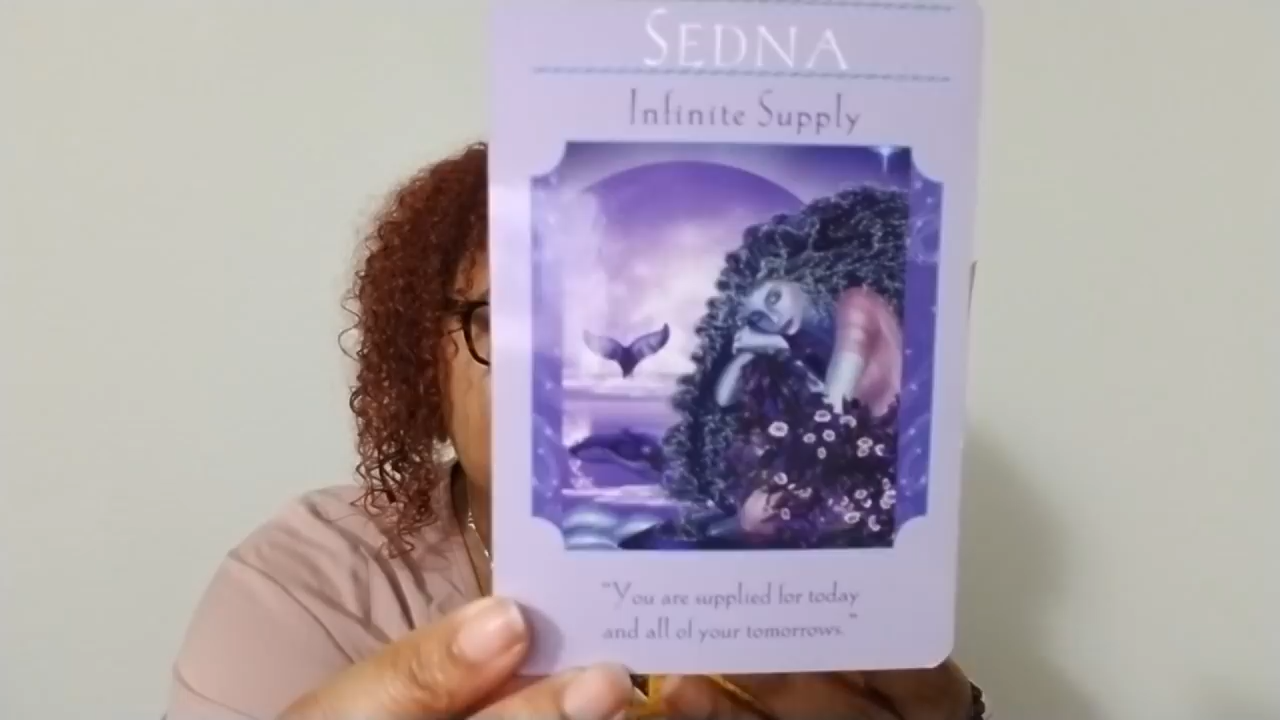 SEDNA
Infinite Supply
"You are supplied for today
and all of your tomorrows."